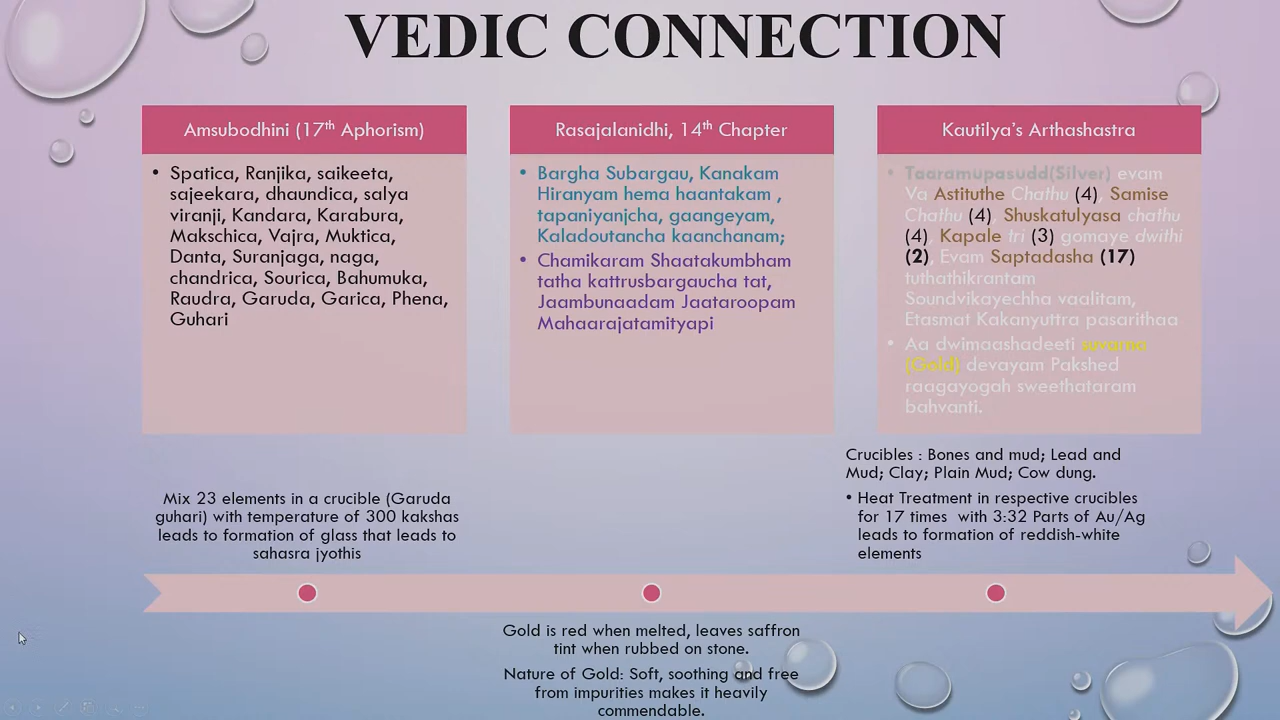 VEDIC CONNECTION
Amsubodhini (17th Aphorism)
• Spatica, Ranjika, saikeeta,
sajeekara, dhaundica, salya
viranji, Kandara, Karabura,
Makschica, Vajra, Muktica,
Danta, Suranjaga, naga,
chandrica, Sourica, Bahumuka,
Raudra, Garuda, Garica, Phena,
Guhari
Mix 23 elements in a crucible (Garuda
guhari) with temperature of 300 kakshas
leads to formation of glass that leads to
sahasra jyothis
Rasajalanidhi, 14th Chapter
• Bargha Subargau, Kanakam
Hiranyam hema haantakam ,
tapaniyanjcha, gaangeyam,
Kaladoutancha kaanchanam;
• Chamikaram Shaatakumbham
tatha kattrusbargaucha tat,
Jaambunaadam Jaataroopam
Mahaarajatamityapi
Gold is red when melted, leaves saffron
tint when rubbed on stone.
Nature of Gold: Soft, soothing and free
from impurities makes it heavily
commendable.
Kautilya's Arthashastra
• Taaramupasudd(Silver) evam
Va Astituthe Chathu (4), Samise
Chathu (4), Shuskatulyasa chathu
(4), Kapale tri (3) gomaye dwithi
(2), Evam Saptadasha (17)
tuthathikrantam
Soundvikayechha vaalitam,
Etasmat Kakanyuttra pasarithaa
• Aa dwimaashadeeti suvarna
(Gold) devayam Pakshed
raagayogah sweethataram
bahvanti.
Crucibles : Bones and mud; Lead and
Mud; Clay; Plain Mud; Cow dung.
• Heat Treatment in respective crucibles
for 17 times with 3:32 Parts of Au/Ag
leads to formation of reddish-white
elements